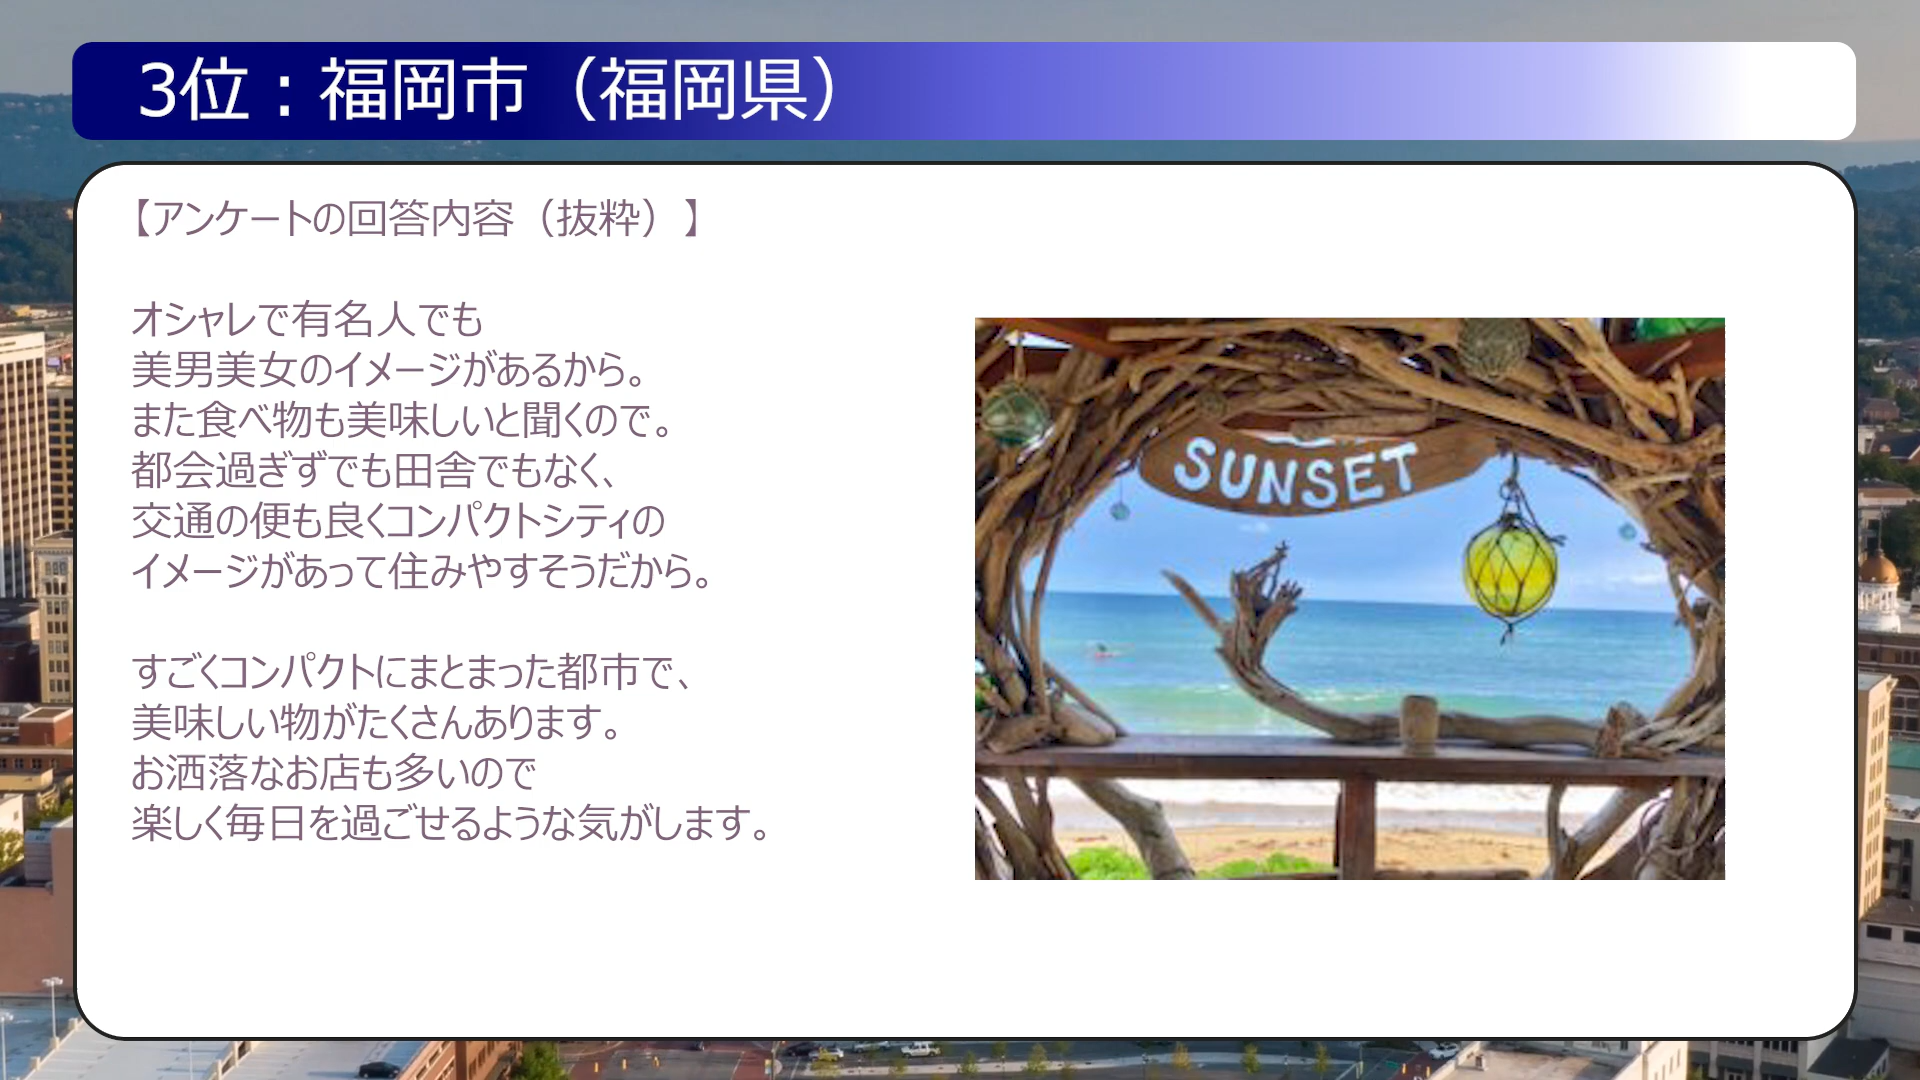 3位：福岡市（福岡県）
【アンケートの回答内容（抜粋）】
オシャレで有名人でも
美男美女のイメージがあるから。
また食べ物も美味しいと聞くので。
都会過ぎずでも田舎でもなく、
交通の便も良くコンパクトシティの
イメージがあって住みやすそうだから。
すごくコンパクトにまとまった都市で、
美味しい物がたくさんあります。
お洒落なお店も多いので
楽しく毎日を過ごせるような気がします。
SUNSET